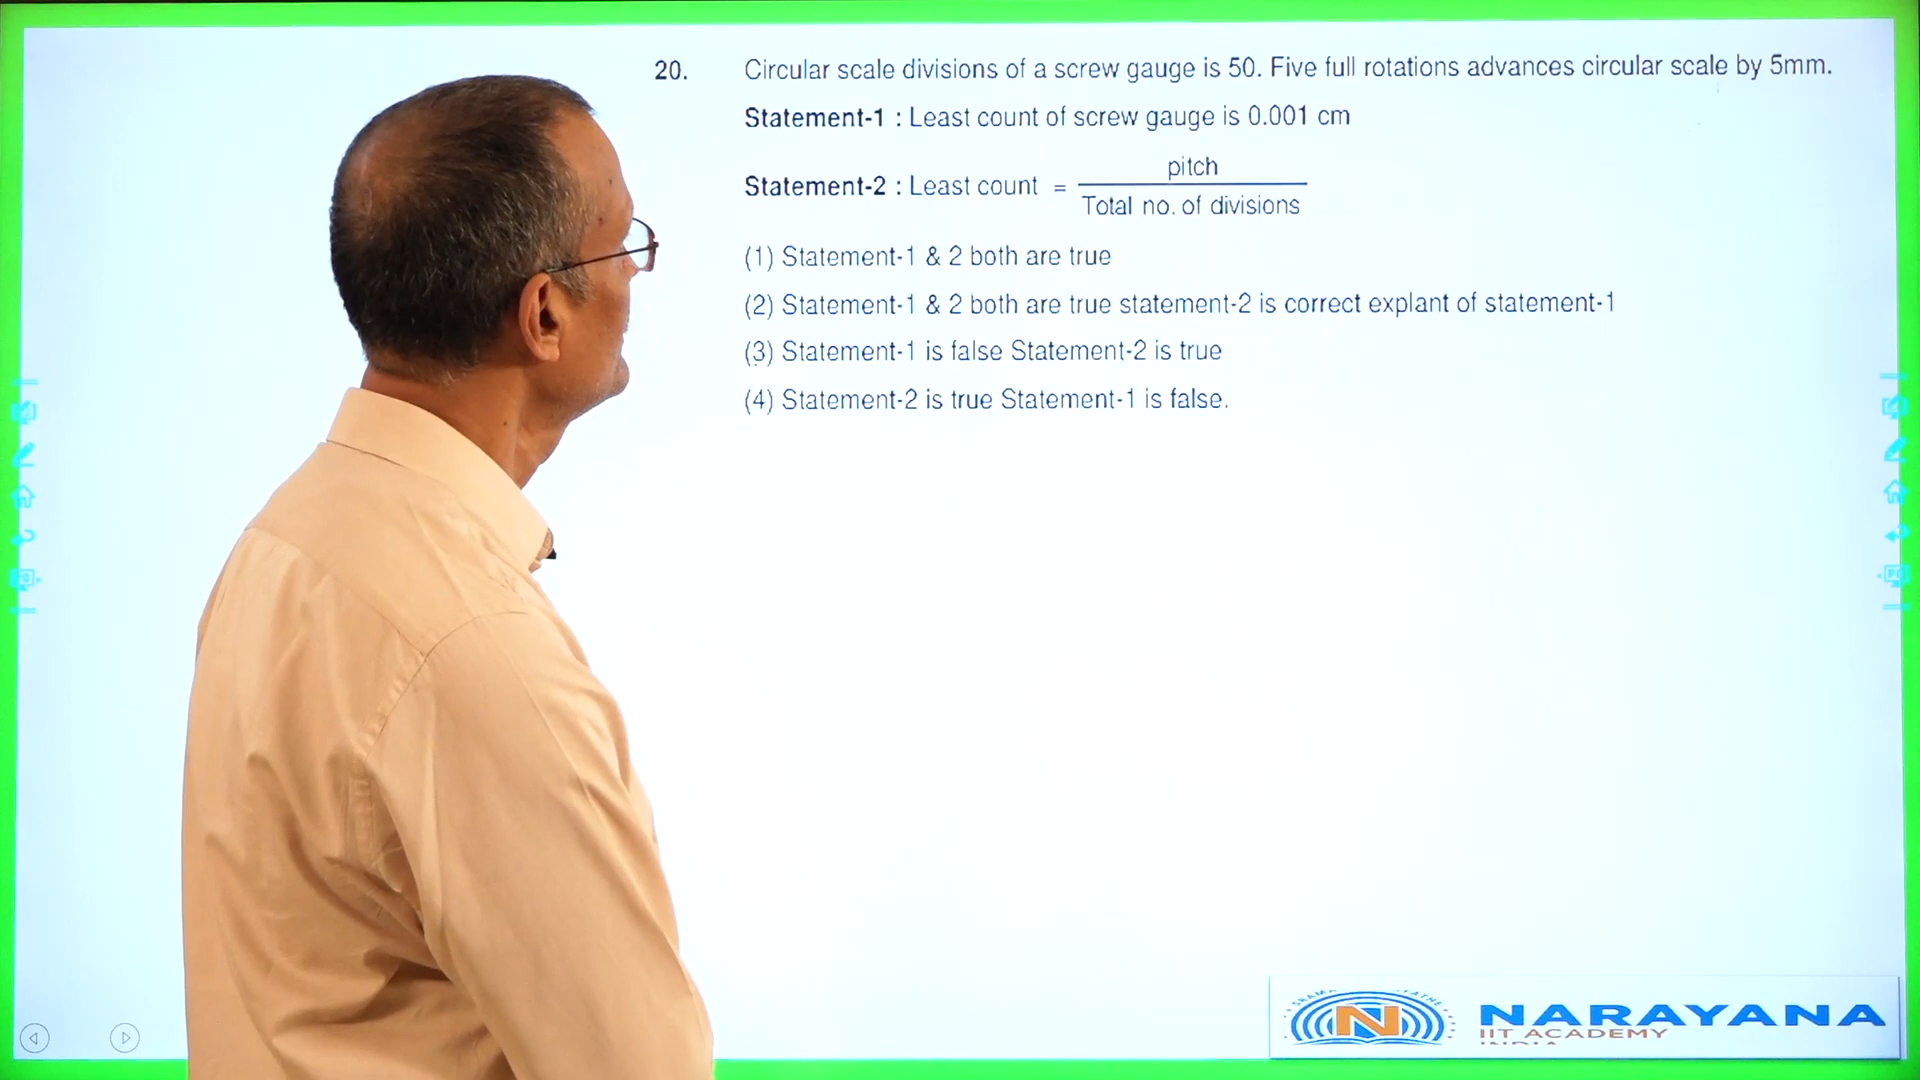 20. Circular scale divisions of a screw gauge is 50. Five full rotations advances circular scale by 5mm.
Statement-1 : Least count of screw gauge is 0.001 cm
Statement-2 : Least count = pitch / Total no. of divisions
(1) Statement-1 & 2 both are true
(2) Statement-1 & 2 both are true statement-2 is correct explant of statement-1
(3) Statement-1 is false Statement-2 is true
(4) Statement-2 is true Statement-1 is false.
N NARAYANA
IIT ACADEMY